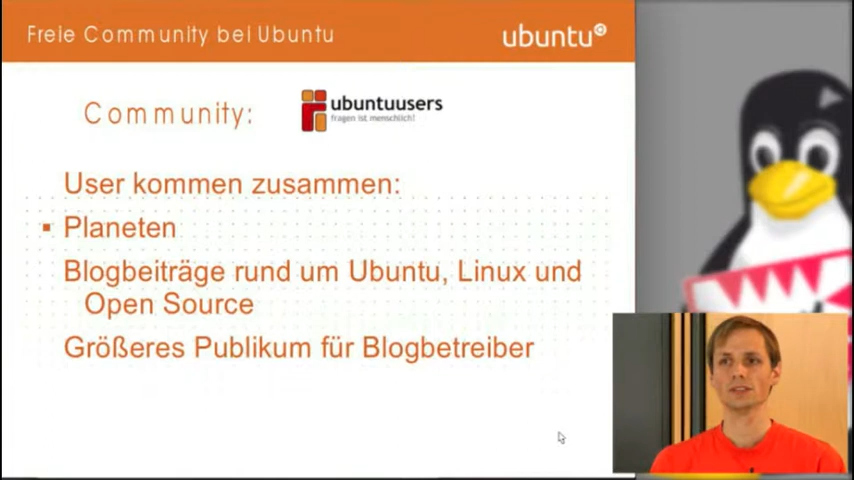 Freie Community bei Ubuntu
ubuntu
Community:
ubuntuusers
fragen ist menschlich!
User kommen zusammen:
Planeten
Blogbeiträge rund um Ubuntu, Linux und
Open Source
Größeres Publikum für Blogbetreiber